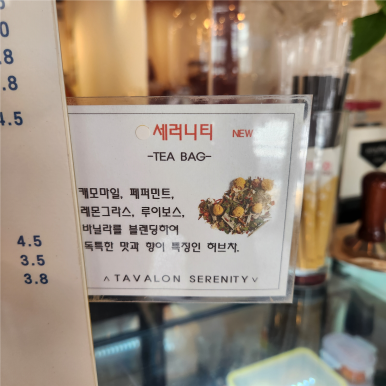 .8
.8
4.5
4.5
3.5
3.8
세러니티 NEW
-TEA BAG-
캐모마일, 페퍼민트,
레몬그라스, 루이보스,
바닐라를 블렌딩하여
독특한 맛과 향이 특징인 허브차.
TAVALON SERENITY